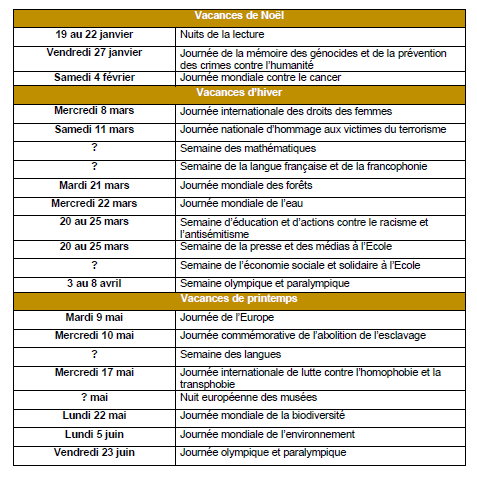 Vacances de Noël
19 au 22 janvier Nuits de la lecture
Vendredi 27 janvier Journée de la mémoire des génocides et de la prévention
des crimes contre l'humanité
Samedi 4 février Journée mondiale contre le cancer
Vacances d'hiver
Mercredi 8 mars Journée internationale des droits des femmes
Samedi 11 mars Journée nationale d'hommage aux victimes du terrorisme
? Semaine des mathématiques
? Semaine de la langue française et de la francophonie
Mardi 21 mars Journée mondiale des forêts
Mercredi 22 mars Journée mondiale de l'eau
20 au 25 mars Semaine d'éducation et d'actions contre le racisme et
l'antisémitisme
20 au 25 mars Semaine de la presse et des médias à l'Ecole
? Semaine de l'économie sociale et solidaire à l'Ecole
3 au 8 avril Semaine olympique et paralympique
Vacances de printemps
Mardi 9 mai Journée de l'Europe
Mercredi 10 mai Journée commémorative de l'abolition de l'esclavage
? Semaine des langues
Mercredi 17 mai Journée internationale de lutte contre l'homophobie et la
transphobie
? mai Nuit européenne des musées
Lundi 22 mai Journée mondiale de la biodiversité
Lundi 5 juin Journée mondiale de l'environnement
Vendredi 23 juin Journée olympique et paralympique